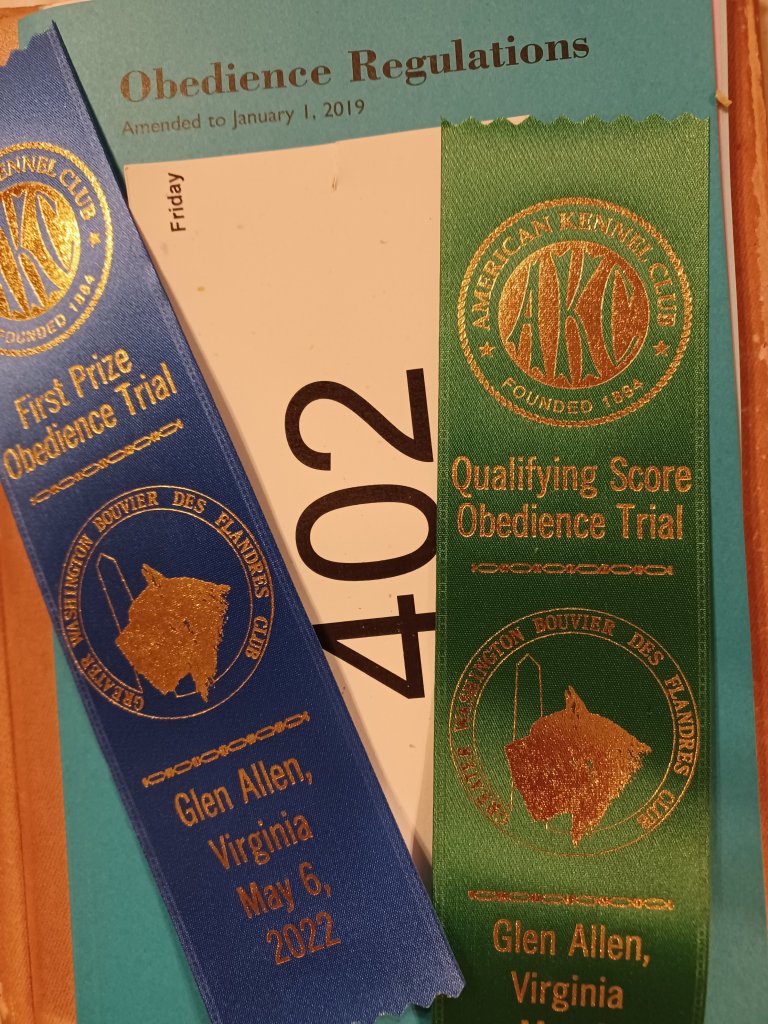 Obedience Regulations
Amended to January 1, 2019
Friday
402
KENNEL CLUB
AKC
FOUNDED 1884
First Prize
Obedience Trial
GREATER WASHINGTON BOUVIER DES FLANDRES CLUB
Glen Allen,
Virginia
May 6,
2022
AMERICAN KENNEL CLUB
AKC
FOUNDED 1884
Qualifying Score
Obedience Trial
GREATER WASHINGTON BOUVIER DES FLANDRES CLUB
Glen Allen,
Virginia